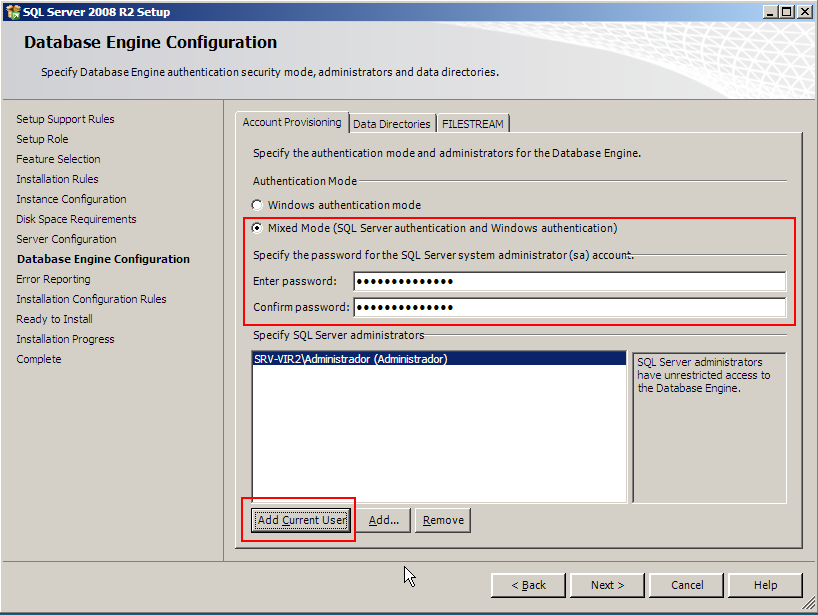 SQL Server 2008 R2 Setup
Database Engine Configuration
Specify Database Engine authentication security mode, administrators and data directories.
Setup Support Rules
Setup Role
Feature Selection
Installation Rules
Instance Configuration
Disk Space Requirements
Server Configuration
Database Engine Configuration
Error Reporting
Installation Configuration Rules
Ready to Install
Installation Progress
Complete
Account Provisioning Data Directories FILESTREAM
Specify the authentication mode and administrators for the Database Engine.
Authentication Mode
Windows authentication mode
Mixed Mode (SQL Server authentication and Windows authentication)
Specify the password for the SQL Server system administrator (sa) account.
Enter password: ●●●●●●●●●●●●●●
Confirm password: ●●●●●●●●●●●●●●
Specify SQL Server administrators
SRV-VIR2\Administrador (Administrador)
SQL Server administrators
have unrestricted access to
the Database Engine.
Add Current User Add... Remove
< Back Next > Cancel Help